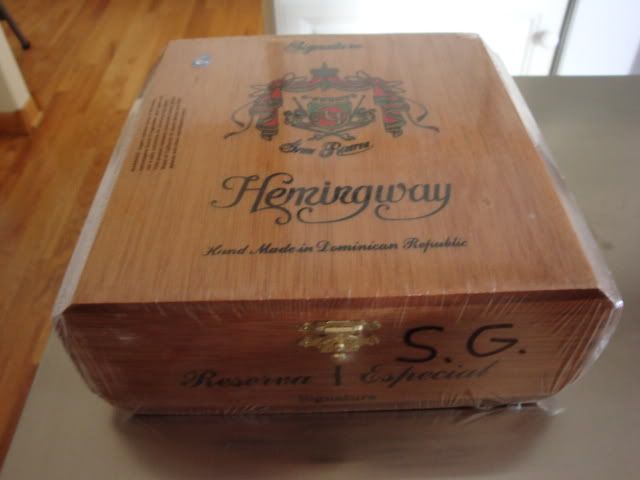 Signature
Gran Reserva
Hemingway
Hand Made in Dominican Republic
S.G.
Reserva Especial
Signature